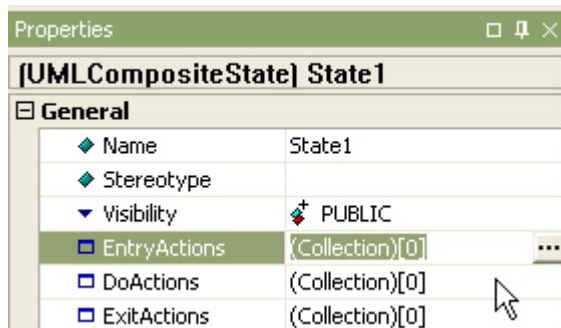 Properties
(UMLCompositeState) State1
General
Name State1
Stereotype
Visibility PUBLIC
EntryActions (Collection)[0] ...
DoActions (Collection)[0]
ExitActions (Collection)[0]